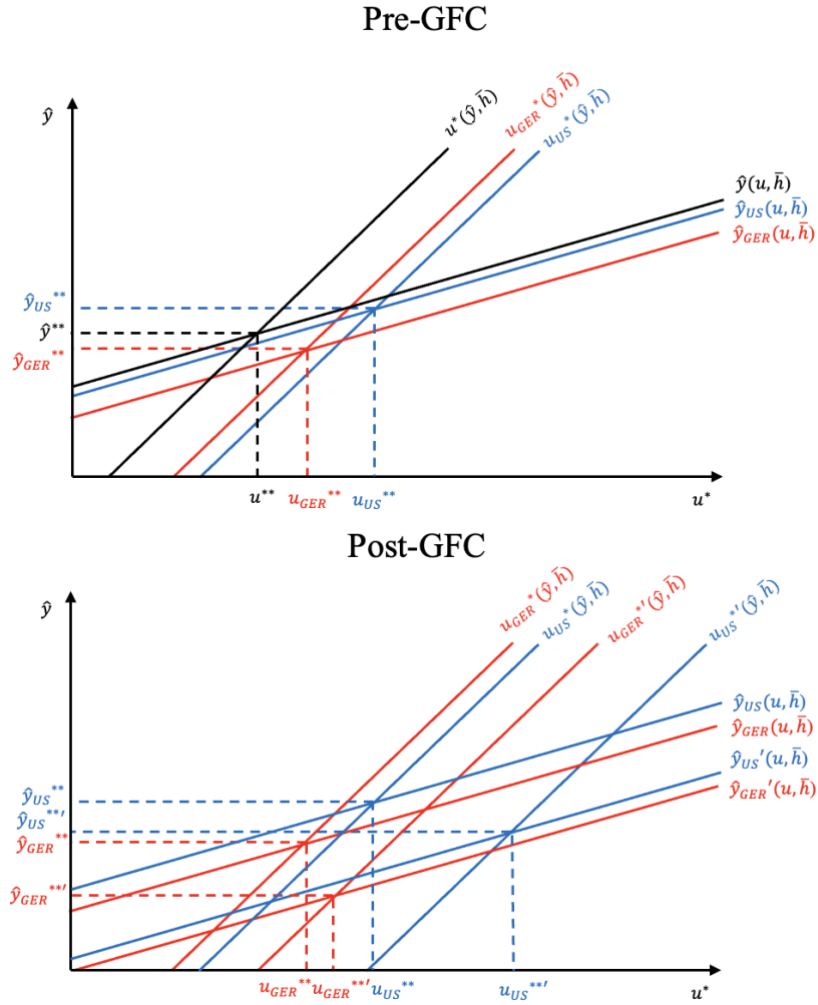 Pre-GFC
ŷ
u*(ŷ, h̄)
u_GER*(ŷ, h̄)
u_US*(ŷ, h̄)
ŷ(u, h̄)
ŷ_US(u, h̄)
ŷ_GER(u, h̄)
ŷ_US**
ŷ**
ŷ_GER**
u** u_GER** u_US** u*
Post-GFC
ŷ
u_GER*(ŷ, h̄)
u_US*(ŷ, h̄)
u_GER*′(ŷ, h̄)
u_US*′(ŷ, h̄)
ŷ_US(u, h̄)
ŷ_GER(u, h̄)
ŷ_US′(u, h̄)
ŷ_GER′(u, h̄)
ŷ_US**
ŷ_US**′
ŷ_GER**
ŷ_GER**′
u_GER** u_GER**′ u_US** u_US**′ u*